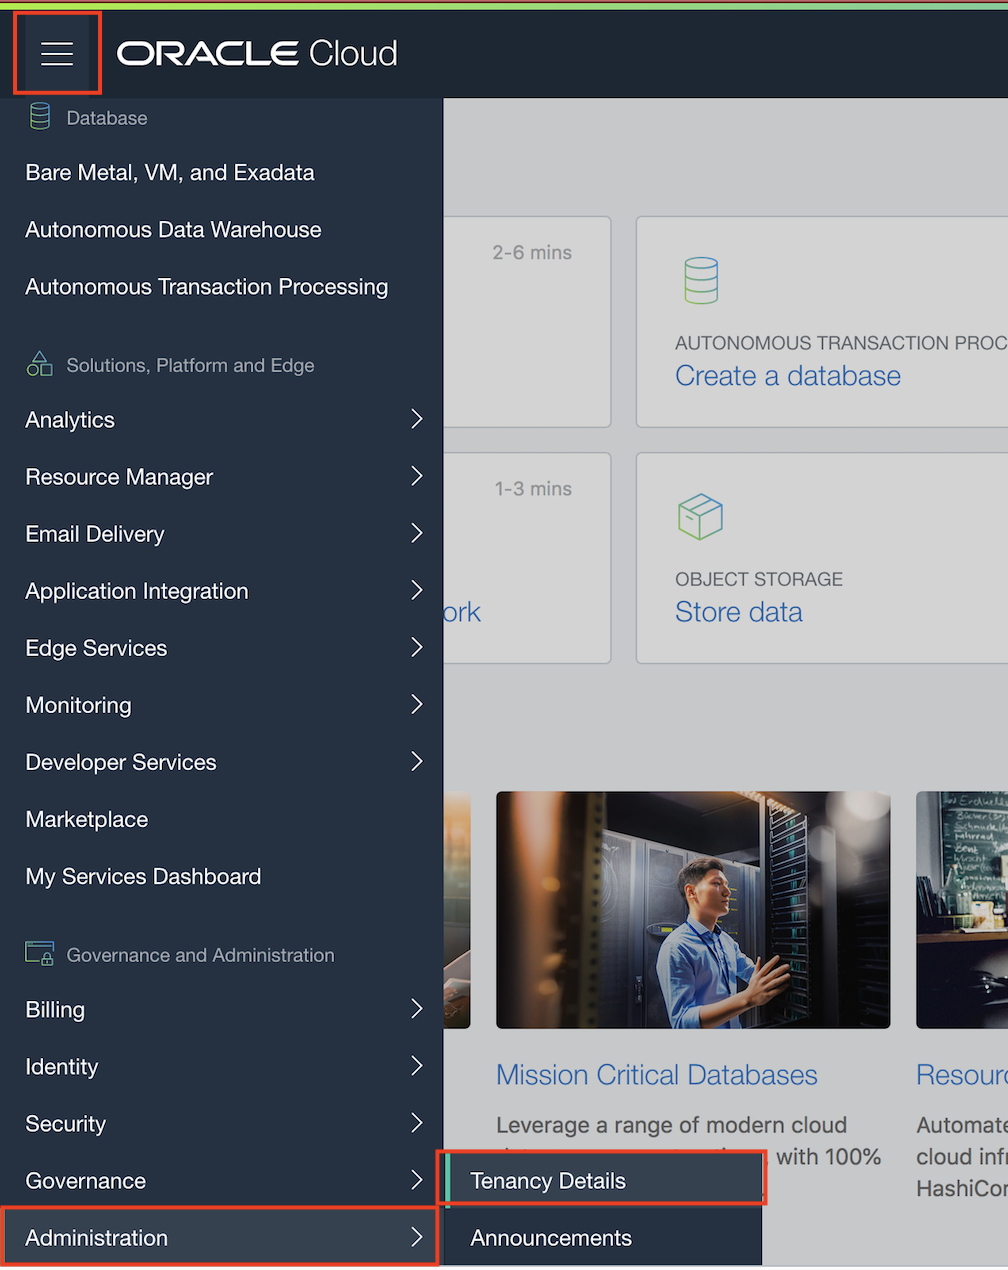 ORACLE Cloud
Database
Bare Metal, VM, and Exadata
Autonomous Data Warehouse
Autonomous Transaction Processing
Solutions, Platform and Edge
Analytics
Resource Manager
Email Delivery
Application Integration
Edge Services
Monitoring
Developer Services
Marketplace
My Services Dashboard
Governance and Administration
Billing
Identity
Security
Governance
Administration
Tenancy Details
Announcements
2-6 mins
AUTONOMOUS TRANSACTION PROC
Create a database
1-3 mins
ork
OBJECT STORAGE
Store data
Mission Critical Databases
Leverage a range of modern cloud
with 100%
Resourc
Automate
cloud infr
HashiCor